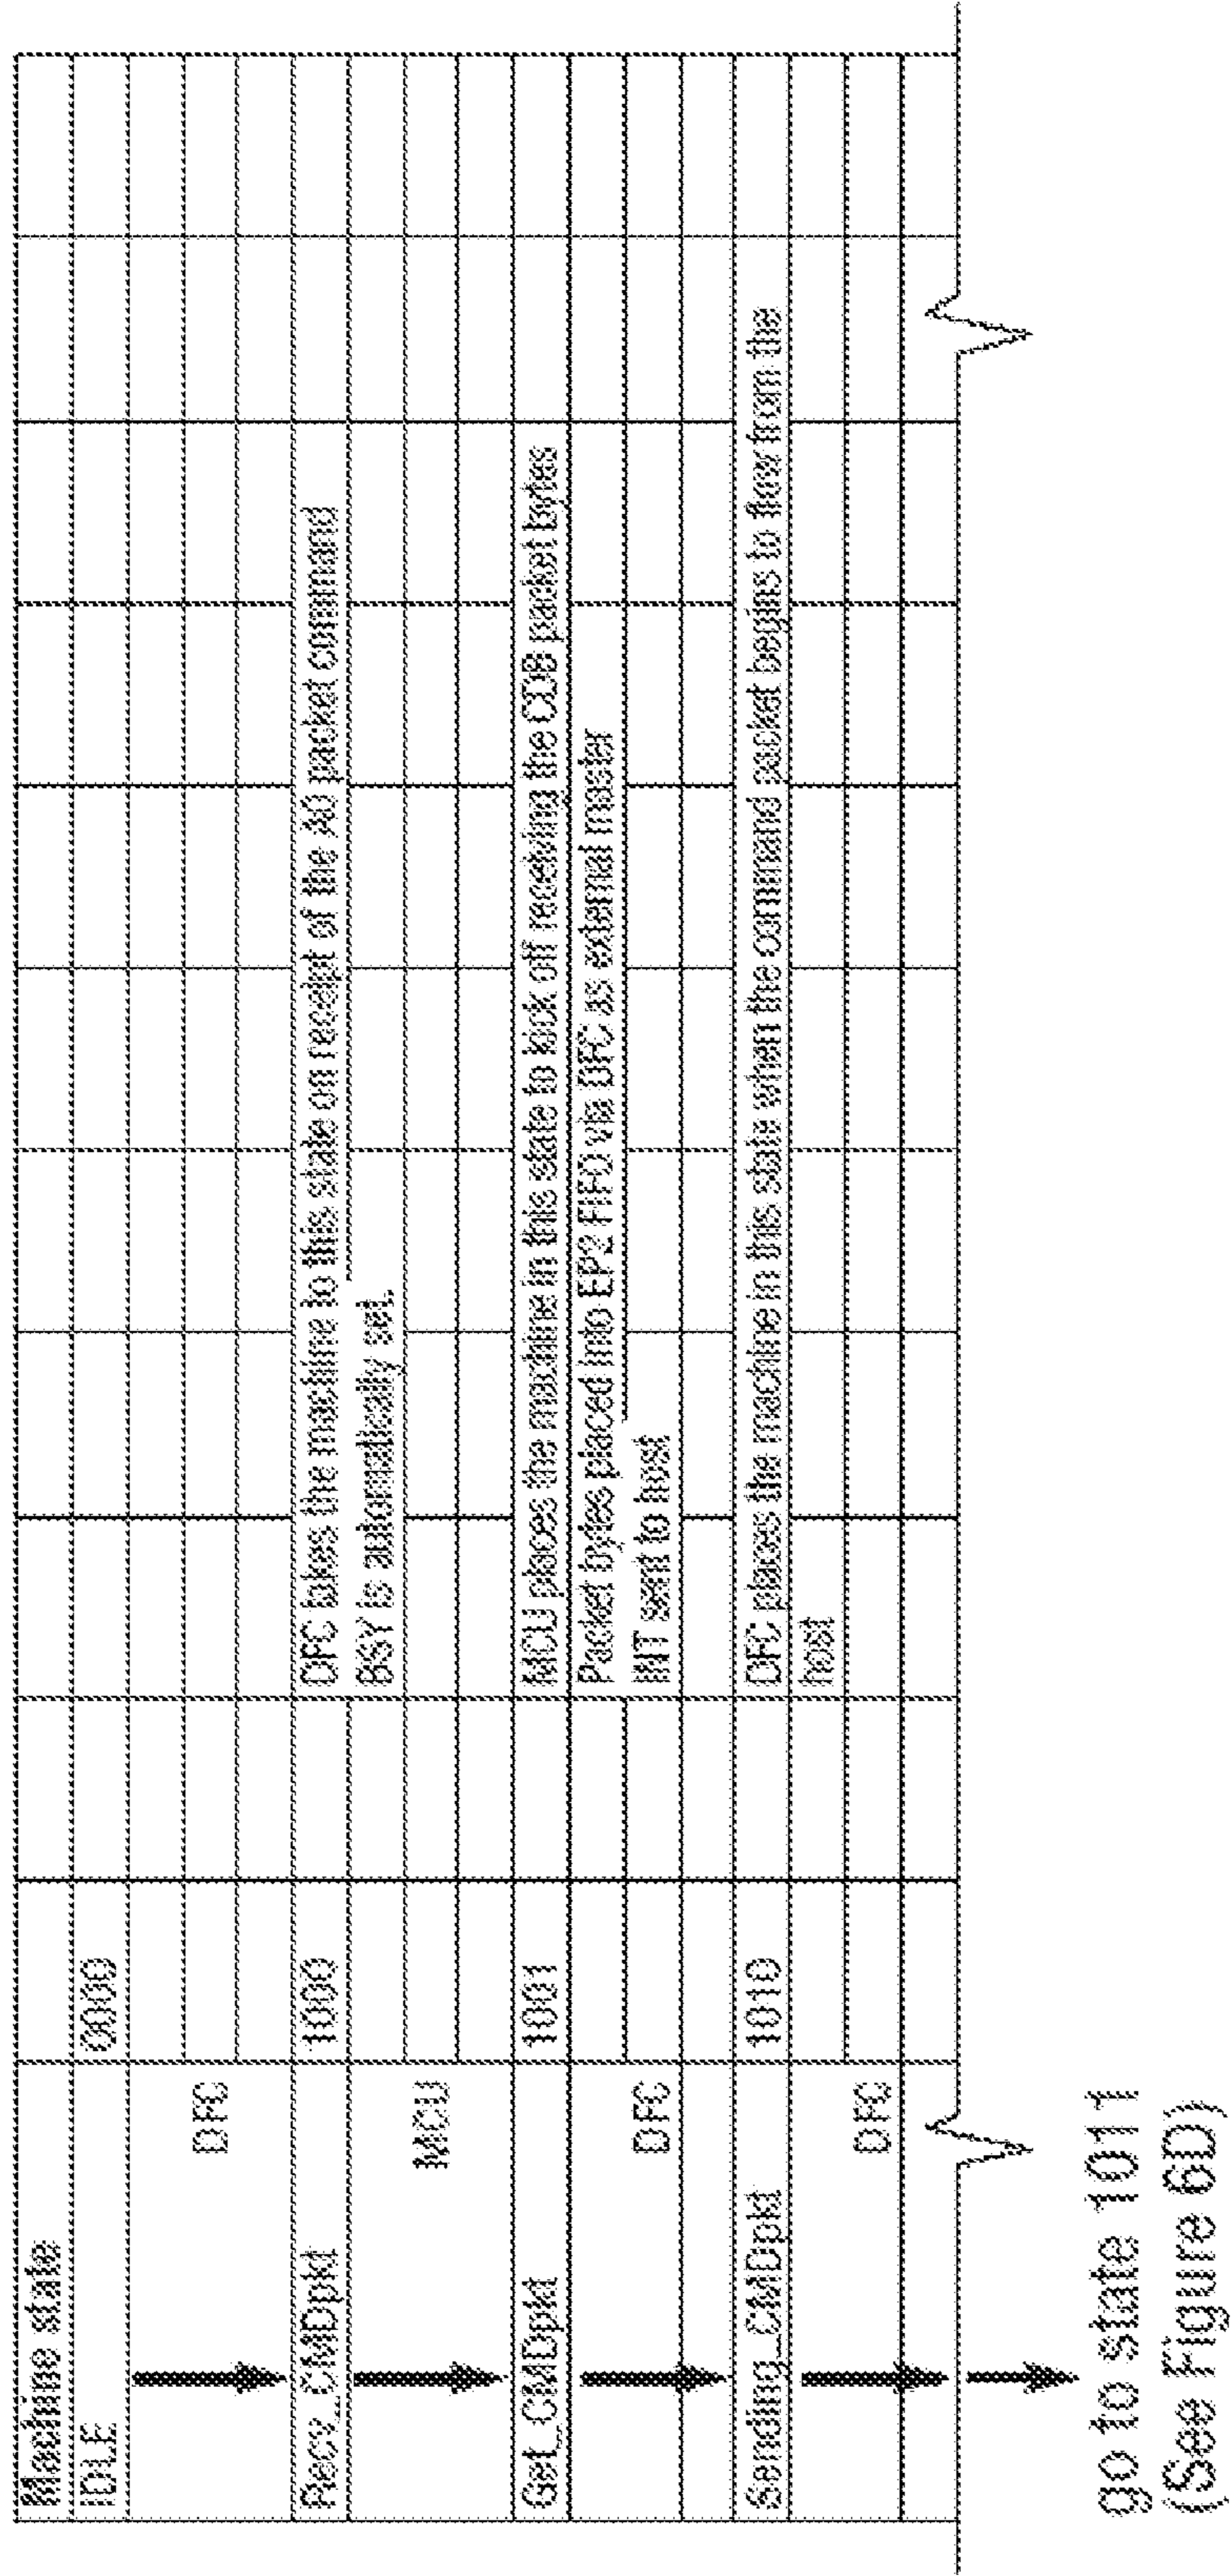 Machine state
IDLE 0000
DFC
Recv_CMDpkt 1000 DFC takes the machine to this state on receipt of the A0 packet command
BSY is automatically set.
MCU
Get_CMDpkt 1001 MCU places the machine in this state to kick off receiving the CDB packet bytes
Packet bytes placed into EP2 FIFO via DFC as external master
DFC INT sent to host
Sending_CMDpkt 1010 DFC places the machine in this state when the command packet begins to flow from the
host
DFC
go to state 1011
(See Figure 6D)